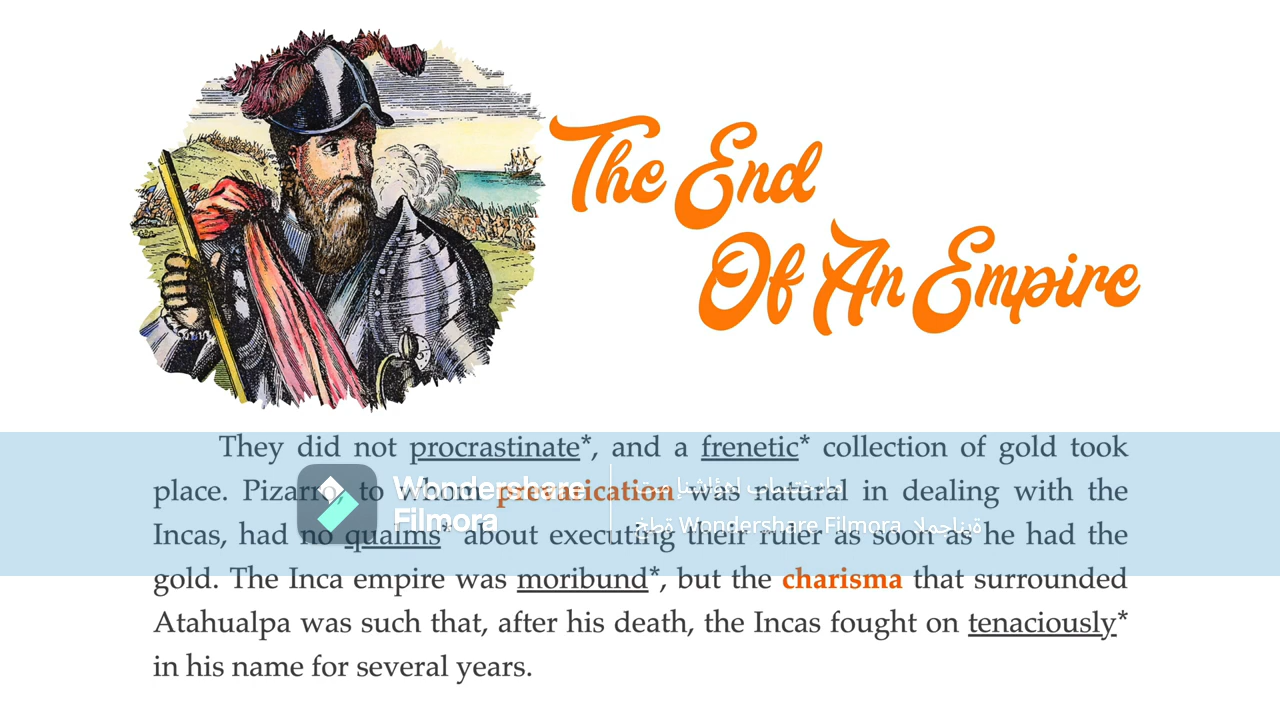 The End
Of An Empire
They did not procrastinate*, and a frenetic* collection of gold took
place. Pizarro, to whom prevarication was natural in dealing with the
Incas, had no qualms* about executing their ruler as soon as he had the
gold. The Inca empire was moribund*, but the charisma that surrounded
Atahualpa was such that, after his death, the Incas fought on tenaciously*
in his name for several years.
Wondershare
Filmora
Wondershare Filmora